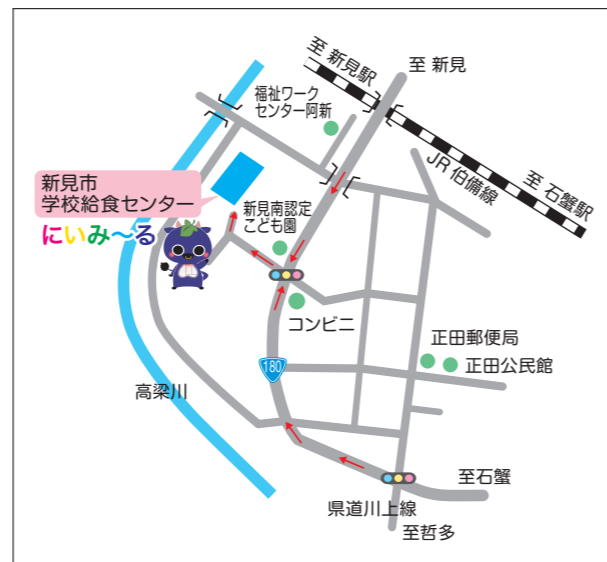 至 新見駅
至 新見
福祉ワーク
センター阿新
JR伯備線
至 石蟹駅
新見市
学校給食センター
にいみ〜る
新見南認定
こども園
コンビニ
正田郵便局
正田公民館
180
高梁川
至石蟹
県道川上線
至哲多